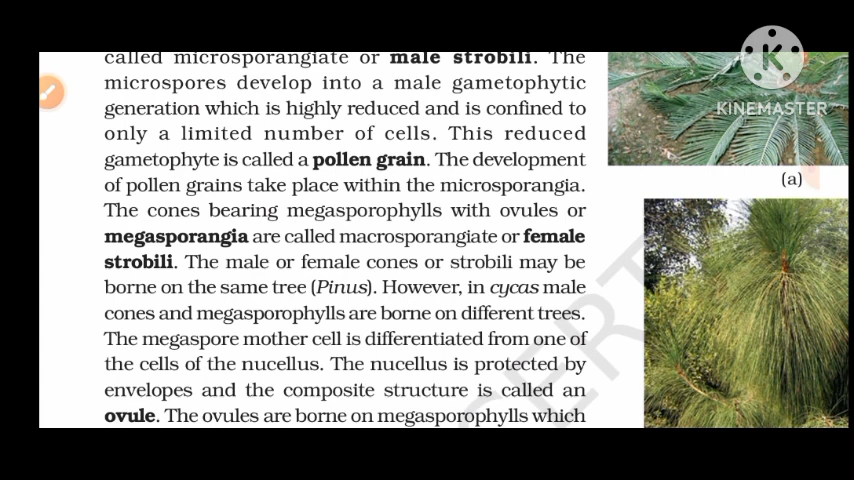 called microsporangiate or male strobili. The
microspores develop into a male gametophytic
generation which is highly reduced and is confined to
only a limited number of cells. This reduced
gametophyte is called a pollen grain. The development
of pollen grains take place within the microsporangia.
The cones bearing megasporophylls with ovules or
megasporangia are called macrosporangiate or female
strobili. The male or female cones or strobili may be
borne on the same tree (Pinus). However, in cycas male
cones and megasporophylls are borne on different trees.
The megaspore mother cell is differentiated from one of
the cells of the nucellus. The nucellus is protected by
envelopes and the composite structure is called an
ovule. The ovules are borne on megasporophylls which
K
KINEMASTER
(a)